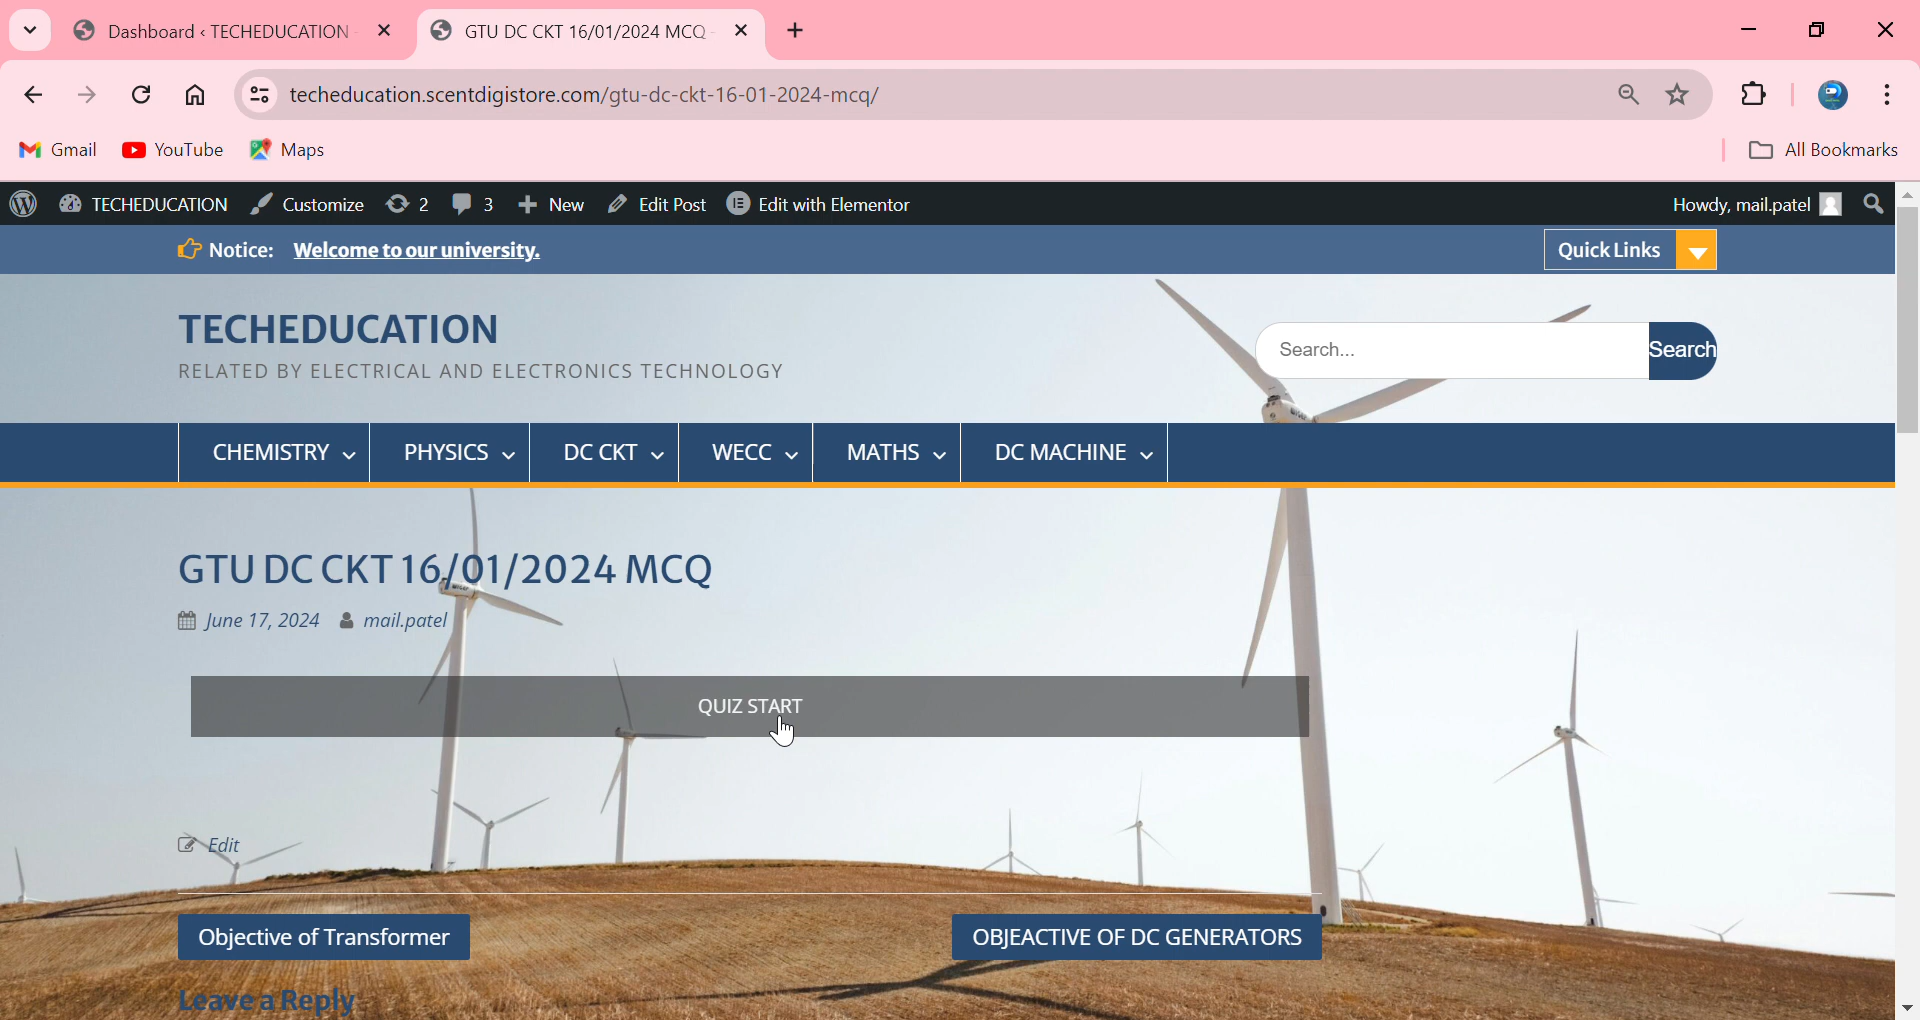 Dashboard ‹ TECHEDUCATION
GTU DC CKT 16/01/2024 MCQ -
techeducation.scentdigistore.com/gtu-dc-ckt-16-01-2024-mcq/
Gmail YouTube Maps All Bookmarks
TECHEDUCATION Customize 2 3 New Edit Post Edit with Elementor Howdy, mail.patel
Notice: Welcome to our university. Quick Links
TECHEDUCATION
RELATED BY ELECTRICAL AND ELECTRONICS TECHNOLOGY
Search... Search
CHEMISTRY PHYSICS DC CKT WECC MATHS DC MACHINE
GTU DC CKT 16/01/2024 MCQ
June 17, 2024 mail.patel
QUIZ START
Edit
Objective of Transformer OBJEACTIVE OF DC GENERATORS
Leave a Reply